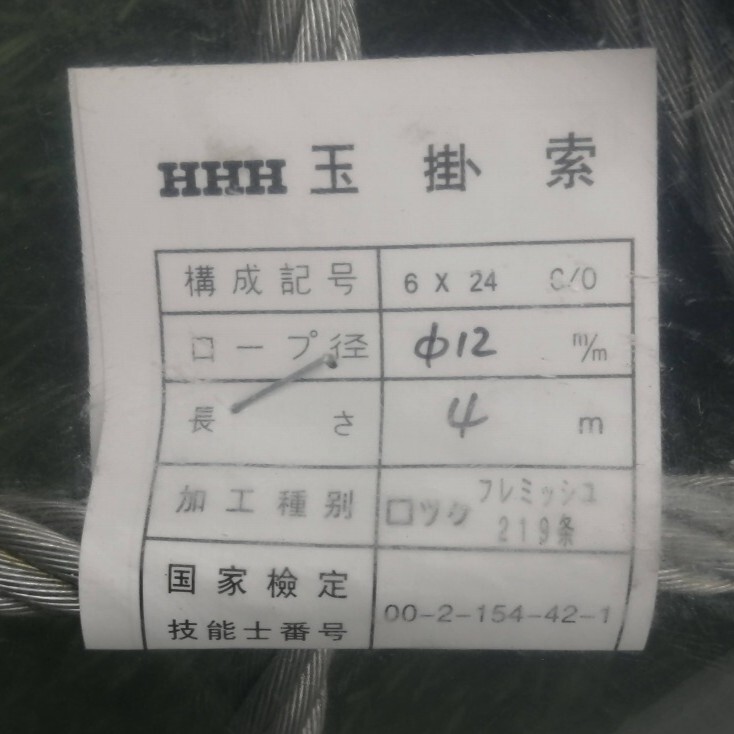 HHH 玉掛索
構成記号 6 X 24 C/O
ロープ径 φ12 m/m
長さ 4 m
加工種別 ロック フレミッシュ
219条
国家検定
技能士番号 00-2-154-42-1